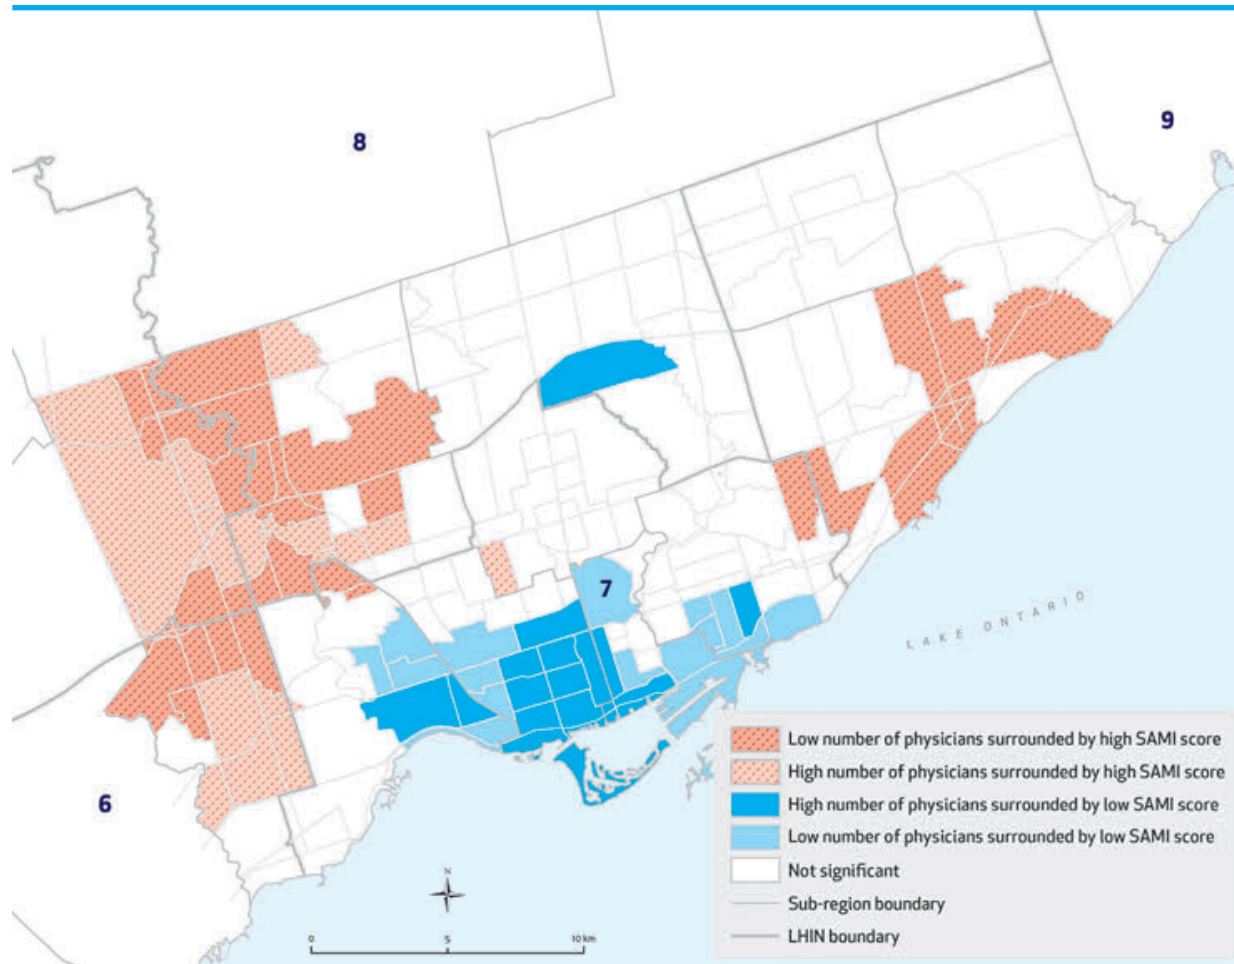 8
9
7
LAKE ONTARIO
6
N
0
5
10 km
Low number of physicians surrounded by high SAMI score
High number of physicians surrounded by high SAMI score
High number of physicians surrounded by low SAMI score
Low number of physicians surrounded by low SAMI score
Not significant
Sub-region boundary
LHIN boundary